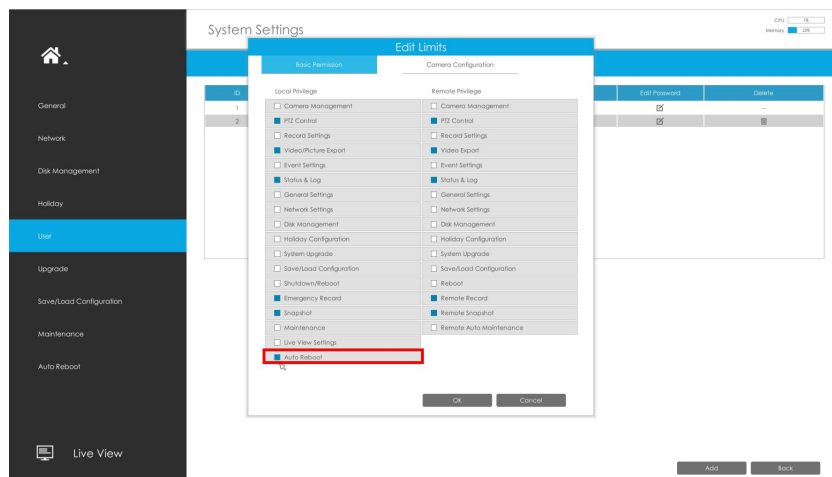 System Settings
CPU 1%
Memory 25%
Edit Limits
Basic Permission Camera Configuration
Local Privilege Remote Privilege
ID Edit Password Delete
Camera Management Camera Management
1 --
PTZ Control PTZ Control
2
Record Settings Record Settings
Video/Picture Export Video Export
Event Settings Event Settings
Status & Log Status & Log
General Settings General Settings
Network Settings Network Settings
Disk Management Disk Management
Holiday Configuration Holiday Configuration
System Upgrade System Upgrade
Save/Load Configuration Save/Load Configuration
Shutdown/Reboot Reboot
Emergency Record Remote Record
Snapshot Remote Snapshot
Maintenance Remote Auto Maintenance
Live View Settings
Auto Reboot
OK Cancel
General
Network
Disk Management
Holiday
User
Upgrade
Save/Load Configuration
Maintenance
Auto Reboot
Live View
Add Back